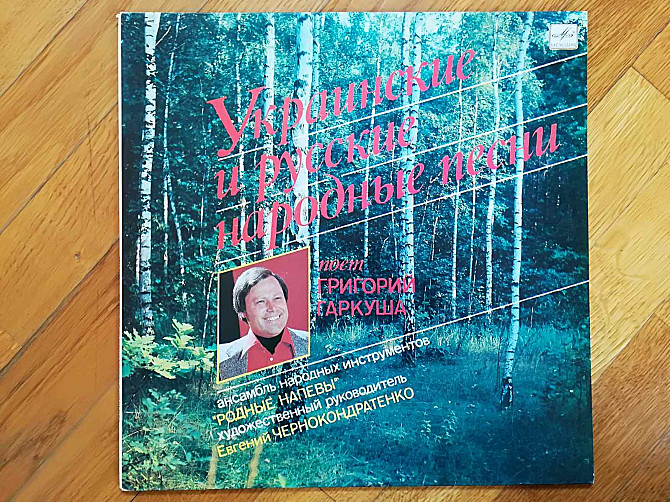 Украинские
и русские
народные песни
поет
ГРИГОРИЙ
ГАРКУША
ансамбль народных инструментов
"РОДНЫЕ НАПЕВЫ"
художественный руководитель
Евгений ЧЕРНОКОНДРАТЕНКО